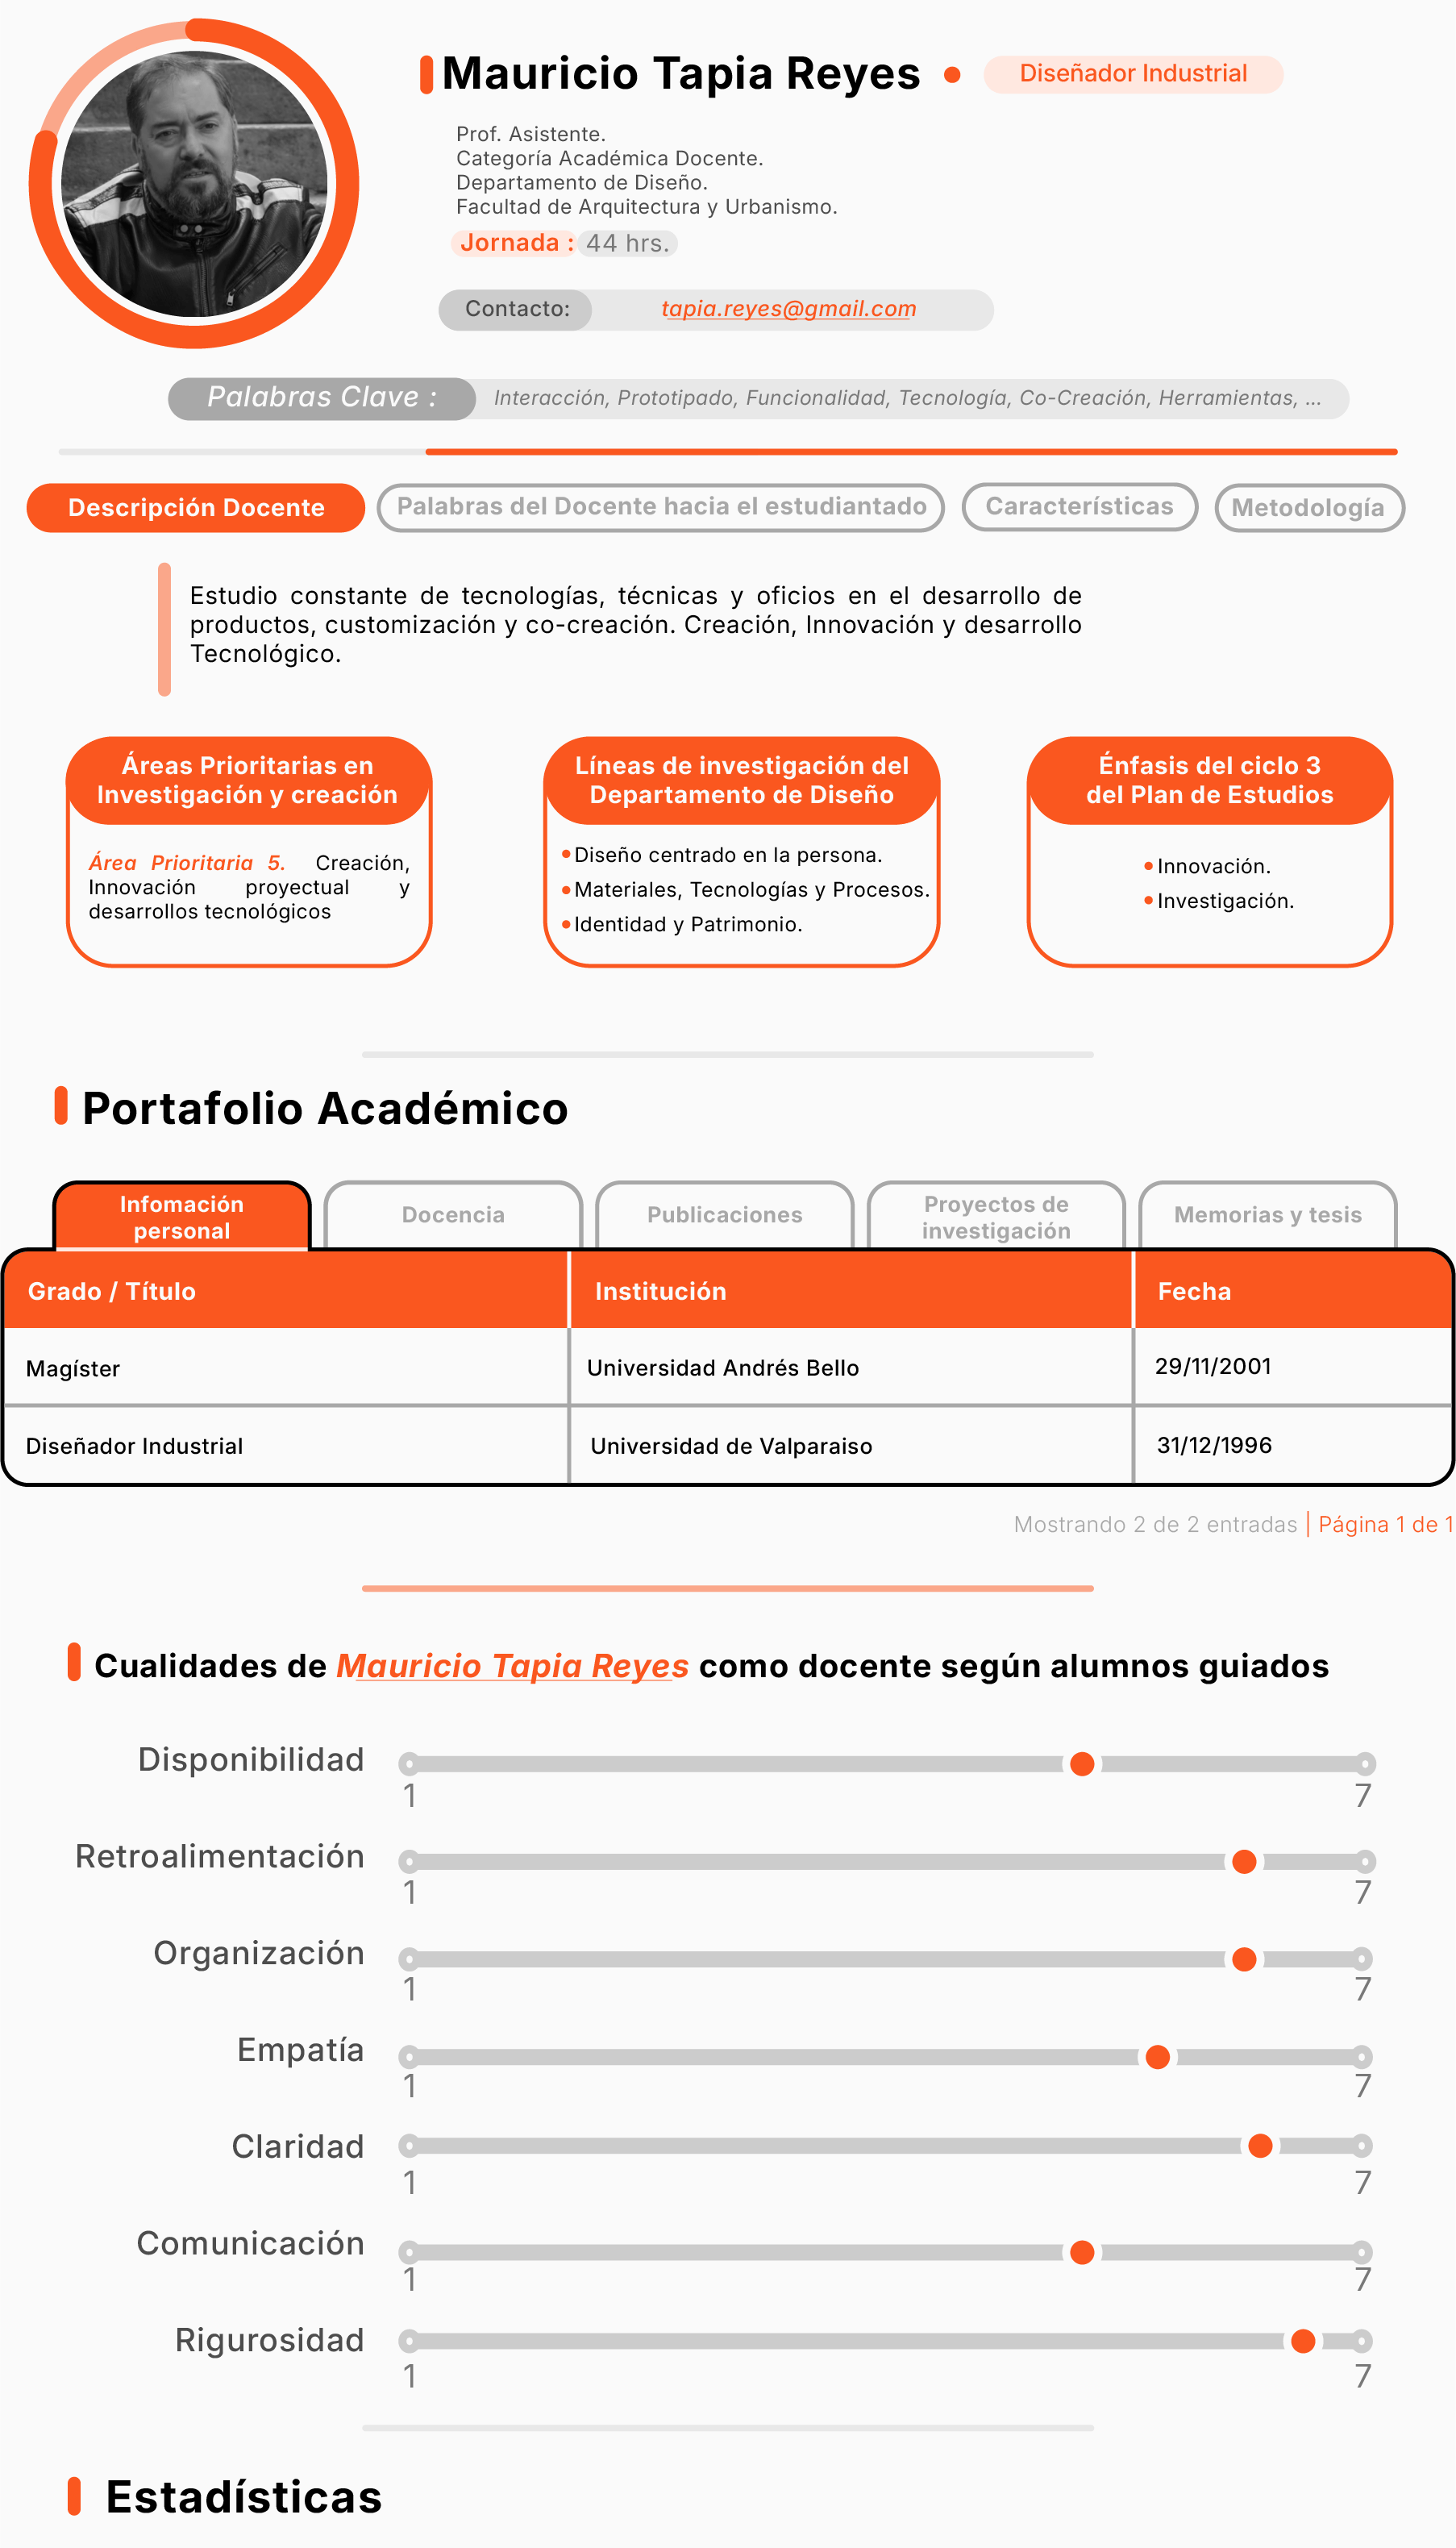 Mauricio Tapia Reyes • Diseñador Industrial
Prof. Asistente.
Categoría Académica Docente.
Departamento de Diseño.
Facultad de Arquitectura y Urbanismo.
Jornada : 44 hrs.
Contacto: tapia.reyes@gmail.com
Palabras Clave : Interacción, Prototipado, Funcionalidad, Tecnología, Co-Creación, Herramientas, ...
Descripción Docente
Palabras del Docente hacia el estudiantado
Características
Metodología
Estudio constante de tecnologías, técnicas y oficios en el desarrollo de
productos, customización y co-creación. Creación, Innovación y desarrollo
Tecnológico.
Áreas Prioritarias en
Investigación y creación
Área Prioritaria 5. Creación,
Innovación proyectual y
desarrollos tecnológicos
Líneas de investigación del
Departamento de Diseño
• Diseño centrado en la persona.
• Materiales, Tecnologías y Procesos.
• Identidad y Patrimonio.
Énfasis del ciclo 3
del Plan de Estudios
• Innovación.
• Investigación.
Portafolio Académico
Infomación
personal
Docencia
Publicaciones
Proyectos de
investigación
Memorias y tesis
Grado / Título Institución Fecha
Magíster Universidad Andrés Bello 29/11/2001
Diseñador Industrial Universidad de Valparaiso 31/12/1996
Mostrando 2 de 2 entradas | Página 1 de 1
Cualidades de Mauricio Tapia Reyes como docente según alumnos guiados
Disponibilidad
1 7
Retroalimentación
1 7
Organización
1 7
Empatía
1 7
Claridad
1 7
Comunicación
1 7
Rigurosidad
1 7
Estadísticas